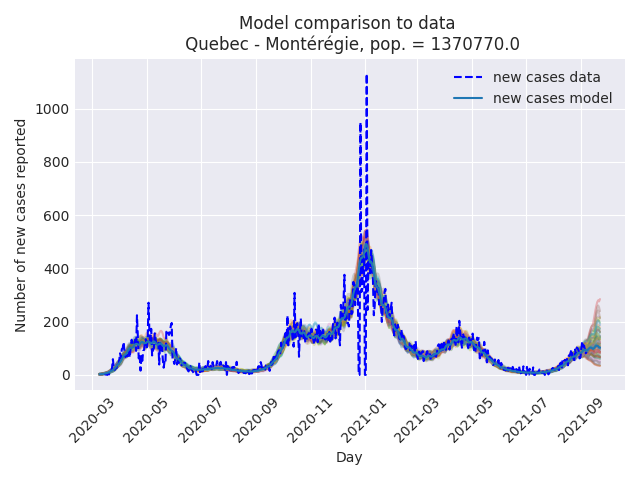 Model comparison to data
Quebec - Montérégie, pop. = 1370770.0
new cases data
new cases model
Number of new cases reported
1000
800
600
400
200
0
2020-03
2020-05
2020-07
2020-09
2020-11
2021-01
2021-03
2021-05
2021-07
2021-09
Day